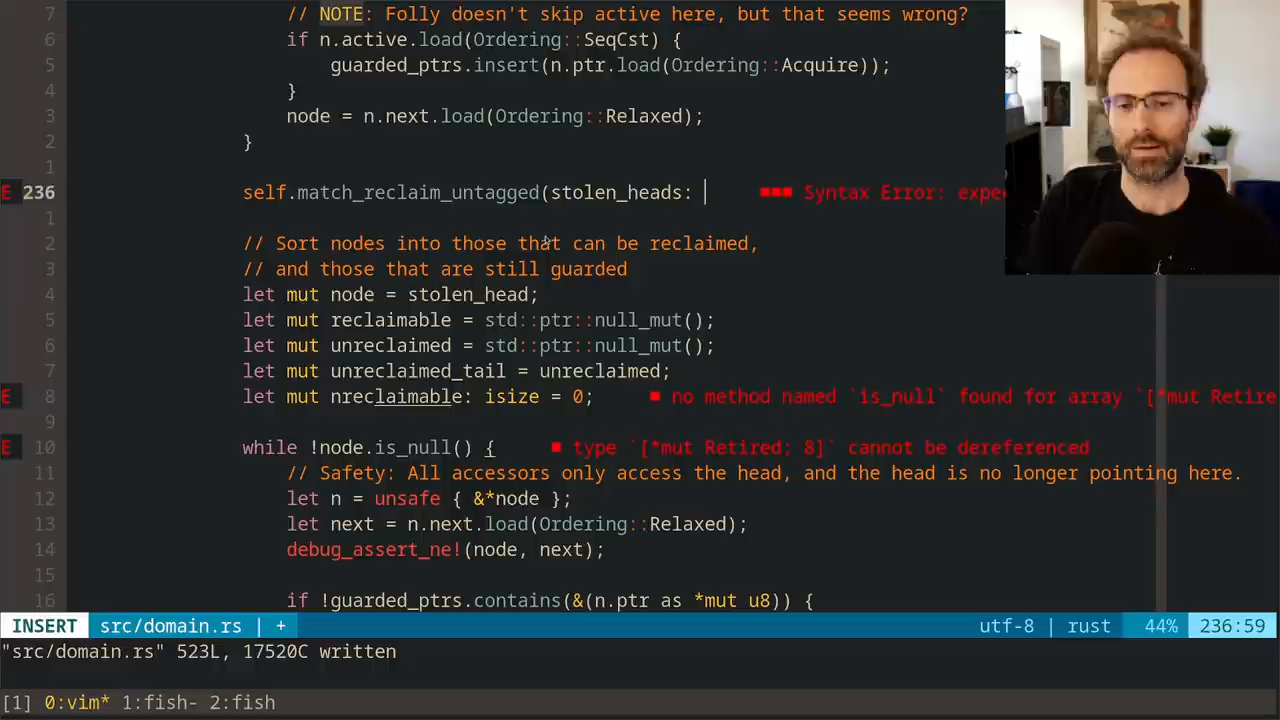 7 // NOTE: Folly doesn't skip active here, but that seems wrong?
6 if n.active.load(Ordering::SeqCst) {
5 guarded_ptrs.insert(n.ptr.load(Ordering::Acquire));
4 }
3 node = n.next.load(Ordering::Relaxed);
2 }
1
E 236 self.match_reclaim_untagged(stolen_heads: ■■■ Syntax Error: expe
1
2 // Sort nodes into those that can be reclaimed,
3 // and those that are still guarded
4 let mut node = stolen_head;
5 let mut reclaimable = std::ptr::null_mut();
6 let mut unreclaimed = std::ptr::null_mut();
7 let mut unreclaimed_tail = unreclaimed;
E 8 let mut nreclaimable: isize = 0; ■ no method named `is_null` found for array `[*mut Retire
9
E 10 while !node.is_null() { ■ type `[*mut Retired; 8]` cannot be dereferenced
11 // Safety: All accessors only access the head, and the head is no longer pointing here.
12 let n = unsafe { &*node };
13 let next = n.next.load(Ordering::Relaxed);
14 debug_assert_ne!(node, next);
15
16 if !guarded_ptrs.contains(&(n.ptr as *mut u8)) {
INSERT src/domain.rs | + utf-8 | rust 44% 236:59
"src/domain.rs" 523L, 17520C written
[1] 0:vim* 1:fish- 2:fish